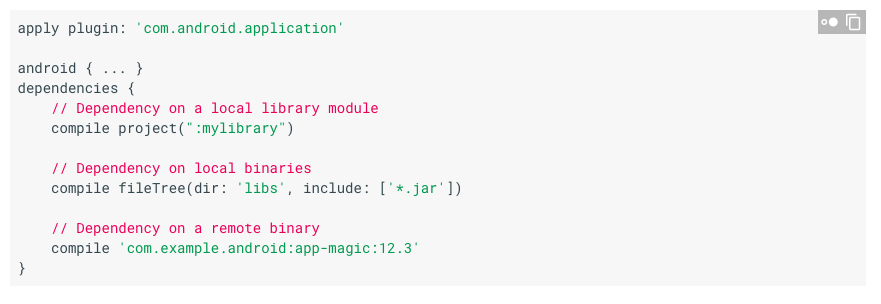 apply plugin: 'com.android.application'

android { ... }
dependencies {
    // Dependency on a local library module
    compile project(":mylibrary")

    // Dependency on local binaries
    compile fileTree(dir: 'libs', include: ['*.jar'])

    // Dependency on a remote binary
    compile 'com.example.android:app-magic:12.3'
}